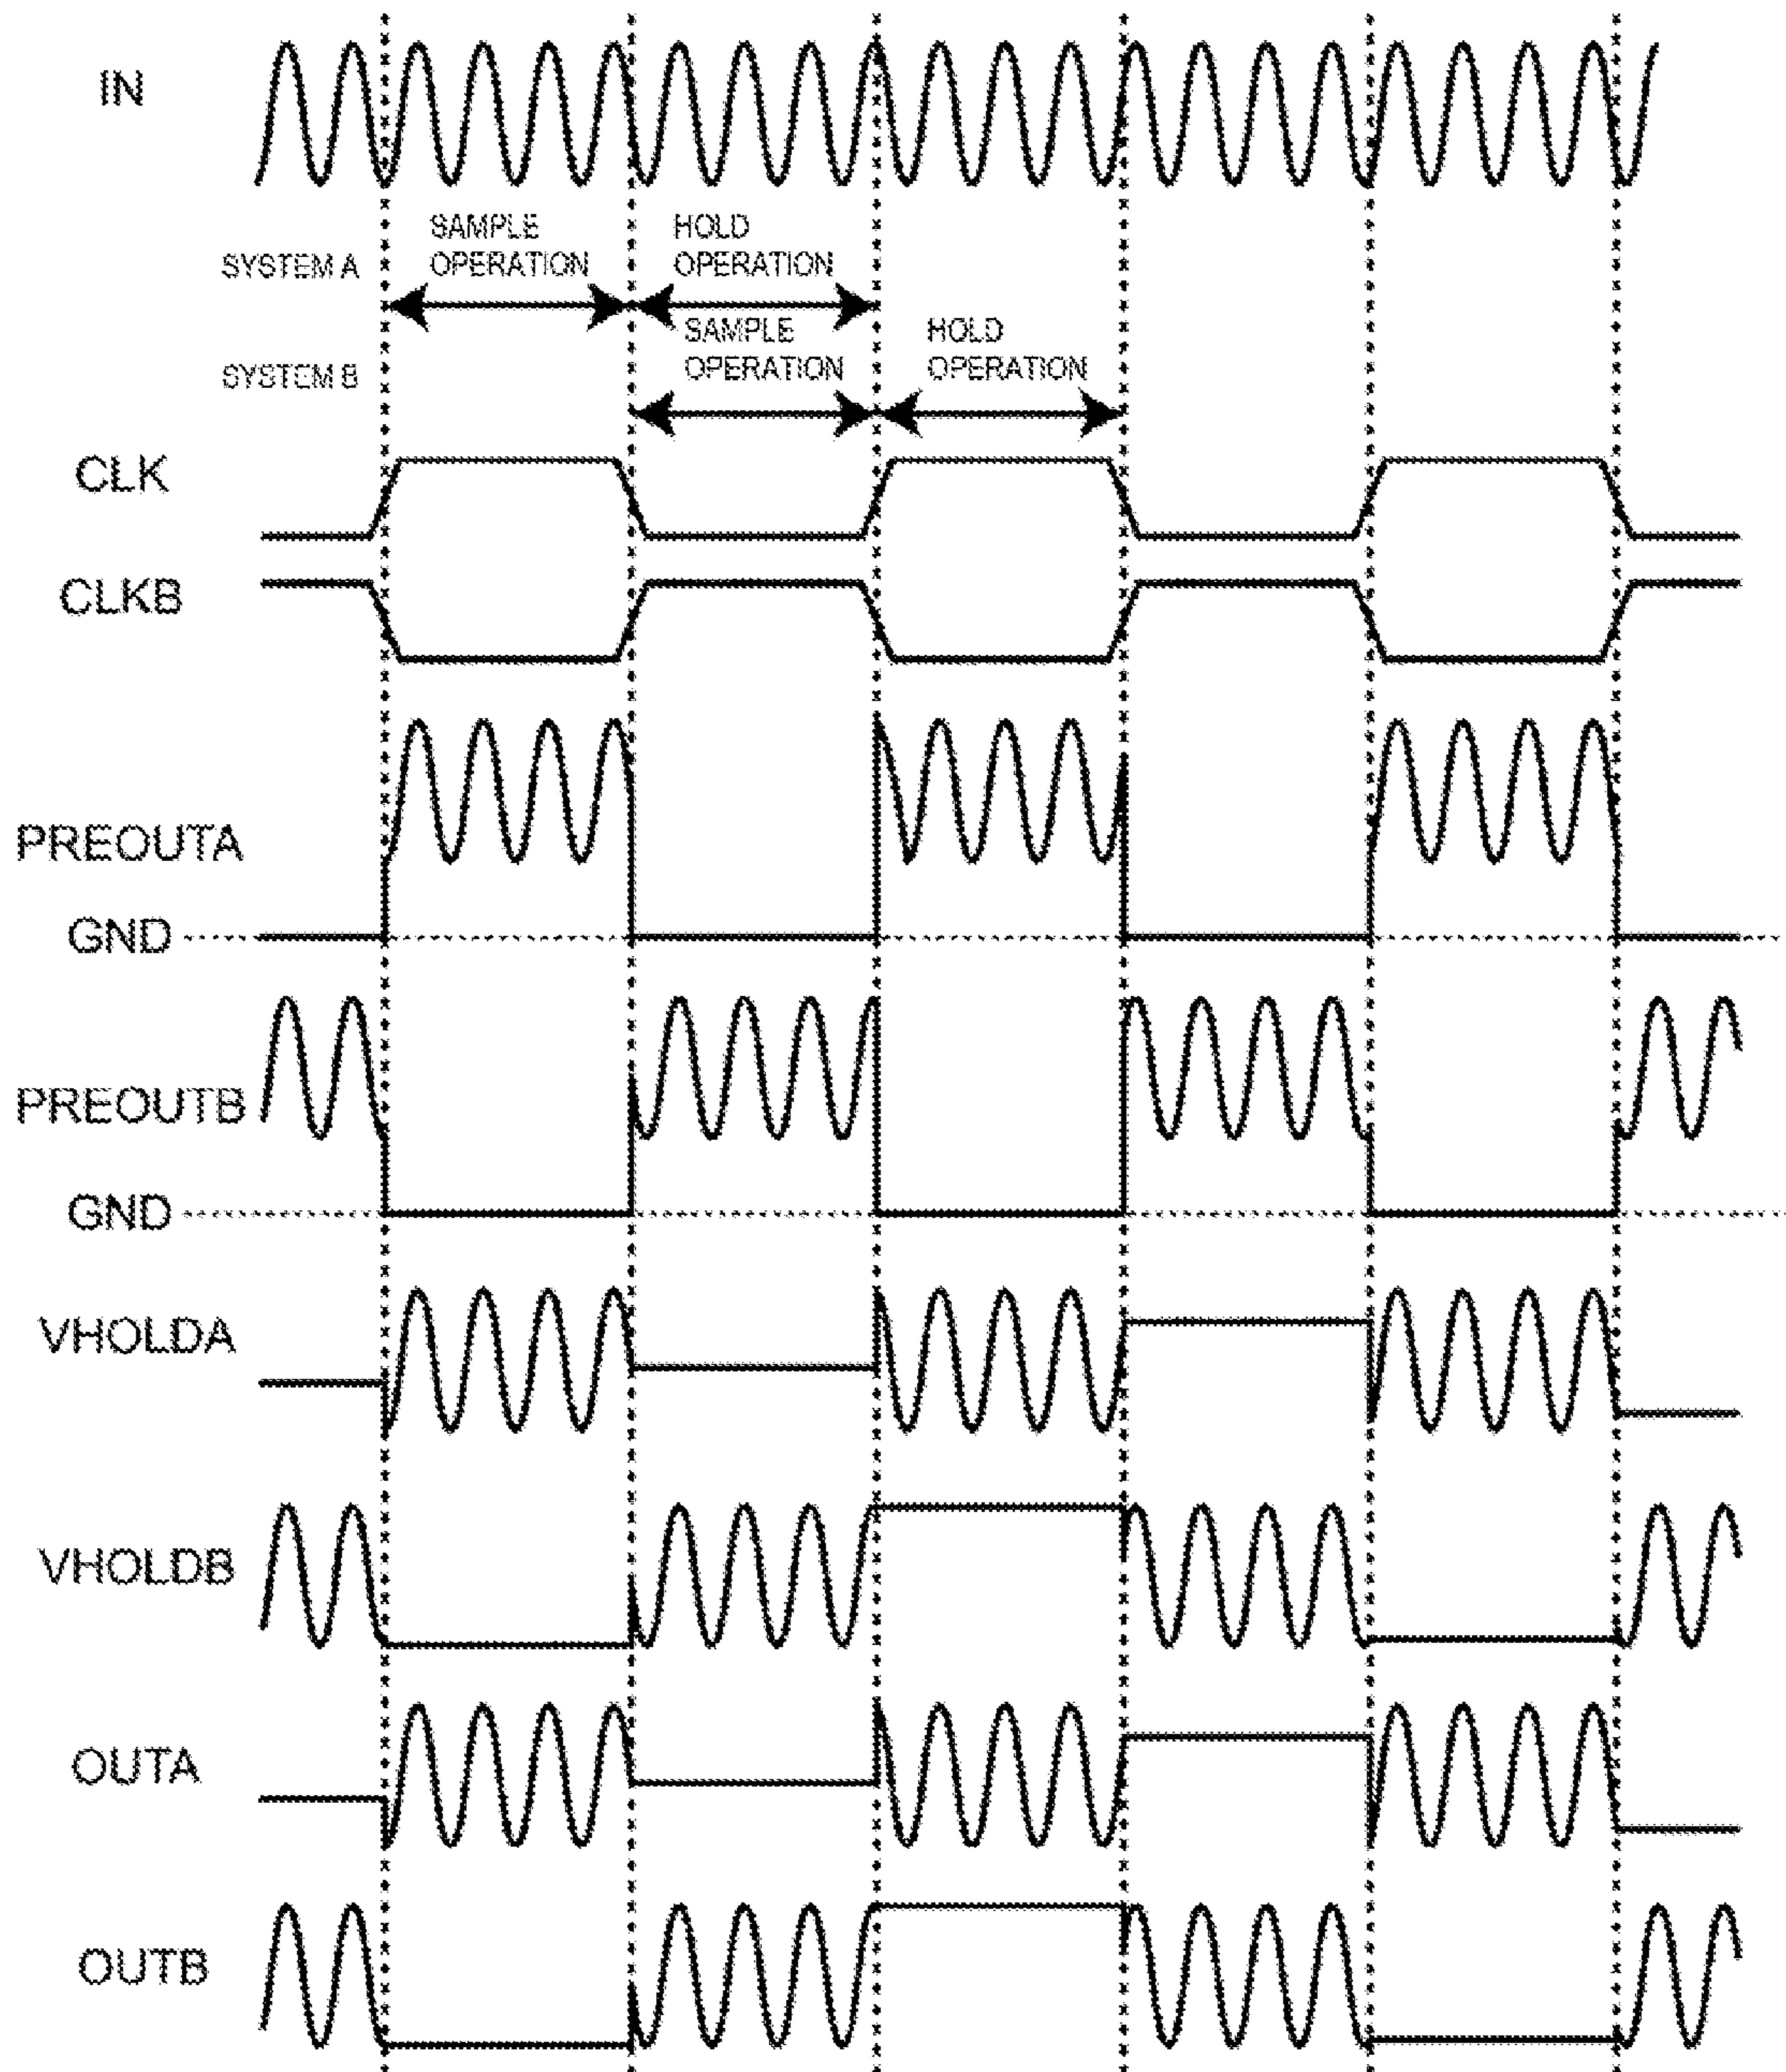 IN
SAMPLE
OPERATION
HOLD
OPERATION
SYSTEM A
SAMPLE
OPERATION
HOLD
OPERATION
SYSTEM B
CLK
CLKB
PREOUTA
GND
PREOUTB
GND
VHOLDA
VHOLDB
OUTA
OUTB